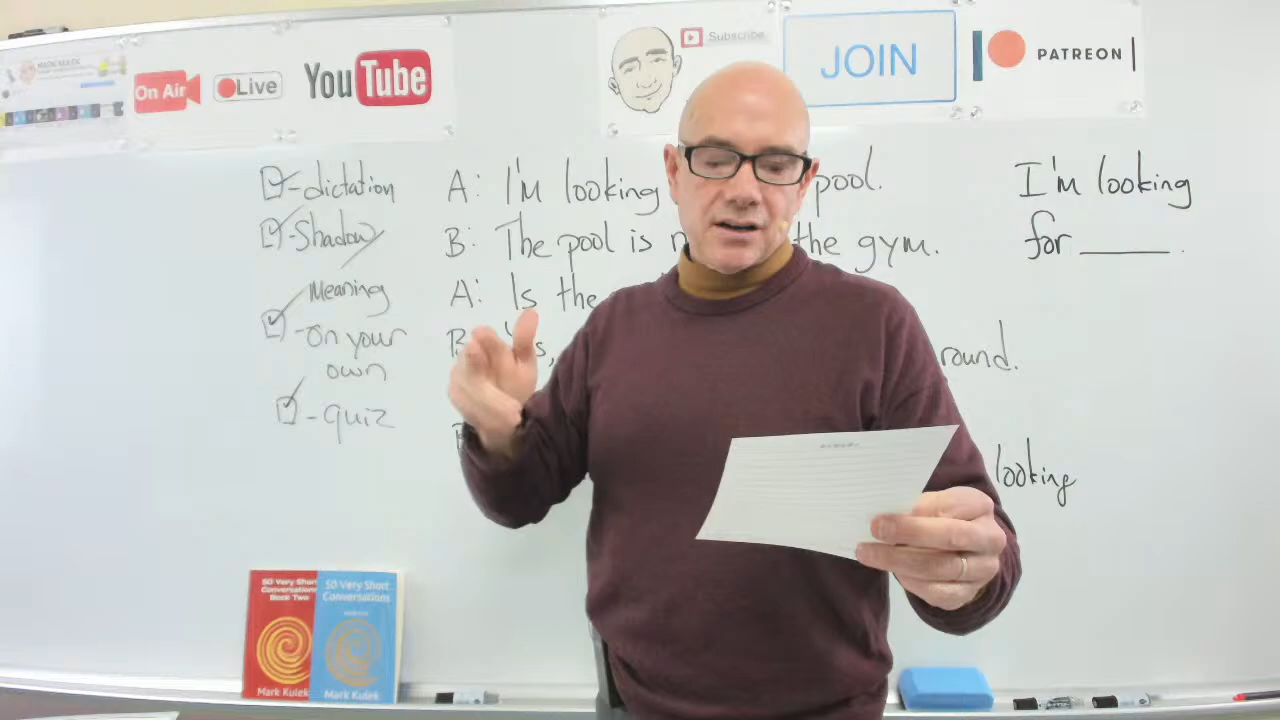 On Air
Live
YouTube
Subscribe
JOIN
PATREON
- dictation
- Shadow
Meaning
- On your
own
- quiz
A: I'm looking pool.
B: The pool is the gym.
A: Is the
B: Yes, round.
looking
I'm looking
for ______.
50 Very Short
Conversations
Book Two
Mark Kulek
50 Very Short
Conversations
Mark Kulek